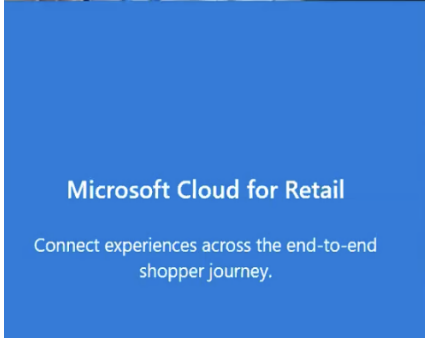 Microsoft Cloud for Retail
Connect experiences across the end-to-end
shopper journey.